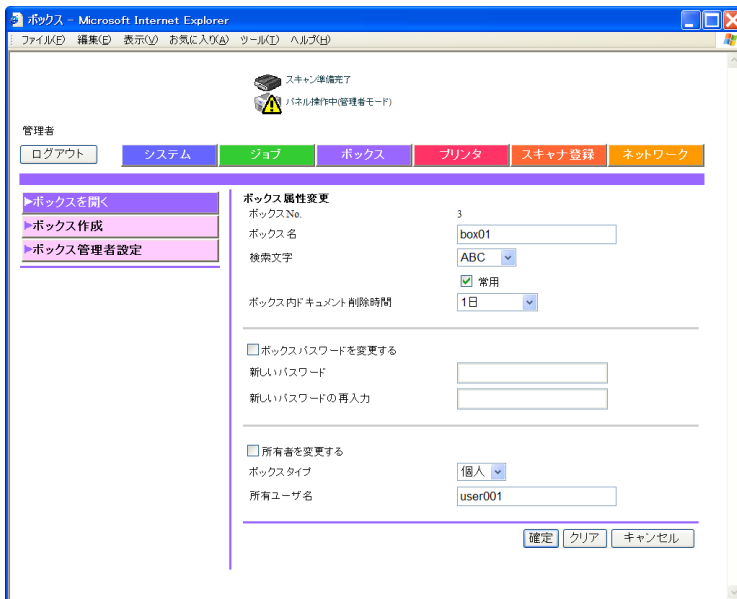 ボックス - Microsoft Internet Explorer
ファイル(F) 編集(E) 表示(V) お気に入り(A) ツール(T) ヘルプ(H)
スキャン準備完了
パネル操作中(管理者モード)
管理者
ログアウト システム ジョブ ボックス プリンタ スキャナ登録 ネットワーク
ボックスを開く
ボックス作成
ボックス管理者設定
ボックス属性変更
ボックスNo. 3
ボックス名 box01
検索文字 ABC
常用
ボックス内ドキュメント削除時間 1日
ボックスパスワードを変更する
新しいパスワード
新しいパスワードの再入力
所有者を変更する
ボックスタイプ 個人
所有ユーザ名 user001
確定 クリア キャンセル